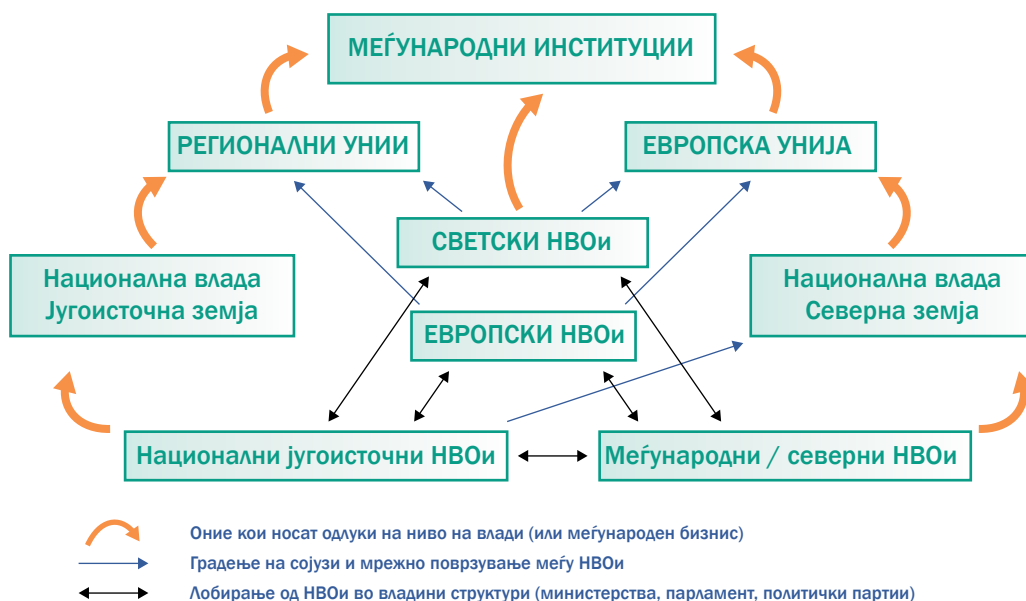 МЕЃУНАРОДНИ ИНСТИТУЦИИ
РЕГИОНАЛНИ УНИИ
ЕВРОПСКА УНИЈА
СВЕТСКИ НВОи
Национална влада
Југоисточна земја
Национална влада
Северна земја
ЕВРОПСКИ НВОи
Национални југоисточни НВОи
Меѓународни / северни НВОи
Оние кои носат одлуки на ниво на влади (или меѓународен бизнис)
Градење на сојузи и мрежно поврзување меѓу НВОи
Лобирање од НВОи во владини структури (министерства, парламент, политички партии)